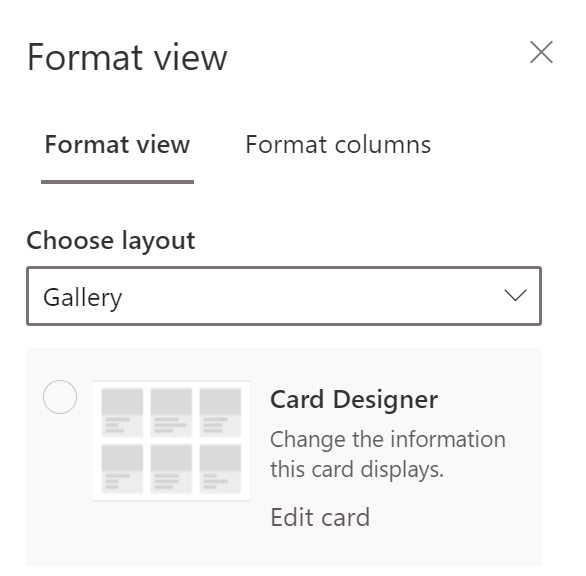 Format view
Format view
Format columns
Choose layout
Gallery
Card Designer
Change the information
this card displays.
Edit card